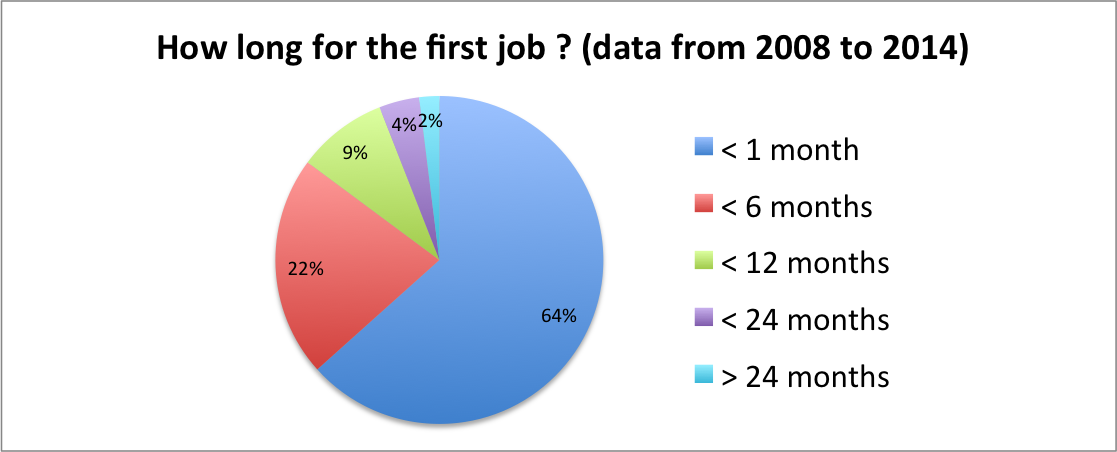 How long for the first job ? (data from 2008 to 2014)
4%
2%
9%
22%
64%
< 1 month
< 6 months
< 12 months
< 24 months
> 24 months